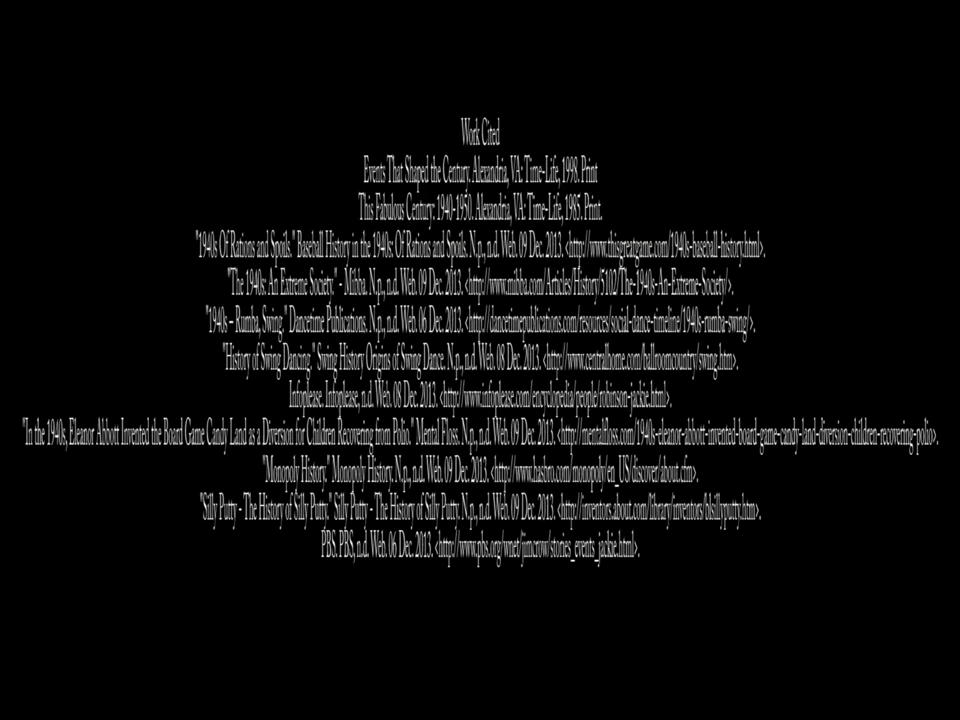 Work Cited
Events That Shaped the Century. Alexandria, VA: Time-Life, 1998. Print
This Fabulous Century: 1940-1950. Alexandria, VA: Time-Life, 1985. Print.
"1940s Of Rations and Spoils." Baseball History in the 1940s: Of Rations and Spoils. N.p., n.d. Web. 09 Dec. 2013. <http://www.thisgreatgame.com/1940s-baseball-history.html>.
"The 1940s: An Extreme Society." - Mibba. N.p., n.d. Web. 09 Dec. 2013. <http://www.mibba.com/Articles/History/5102/The-1940s-An-Extreme-Society/>.
"1940s – Rumba, Swing." Dancetime Publications. N.p., n.d. Web. 06 Dec. 2013. <http://dancetimepublications.com/resources/social-dance-timeline/1940s-rumba-swing/>.
"History of Swing Dancing." Swing History Origins of Swing Dance. N.p., n.d. Web. 08 Dec. 2013. <http://www.centralhome.com/ballroomcountry/swing.htm>.
Infoplease. Infoplease, n.d. Web. 08 Dec. 2013. <http://www.infoplease.com/encyclopedia/people/robinson-jackie.html>.
"In the 1940s, Eleanor Abbott Invented the Board Game Candy Land as a Diversion for Children Recovering from Polio." Mental Floss. N.p., n.d. Web. 09 Dec. 2013. <http://mentalfloss.com/1940s-eleanor-abbott-invented-board-game-candy-land-diversion-children-recovering-polio>.
"Monopoly History." Monopoly History. N.p., n.d. Web. 09 Dec. 2013. <http://www.hasbro.com/monopoly/en_US/discover/about.cfm>.
"Silly Putty - The History of Silly Putty." Silly Putty - The History of Silly Putty. N.p., n.d. Web. 09 Dec. 2013. <http://inventors.about.com/library/inventors/blsillyputty.htm>.
PBS. PBS, n.d. Web. 06 Dec. 2013. <http://www.pbs.org/wnet/jimcrow/stories_events_jackie.html>.